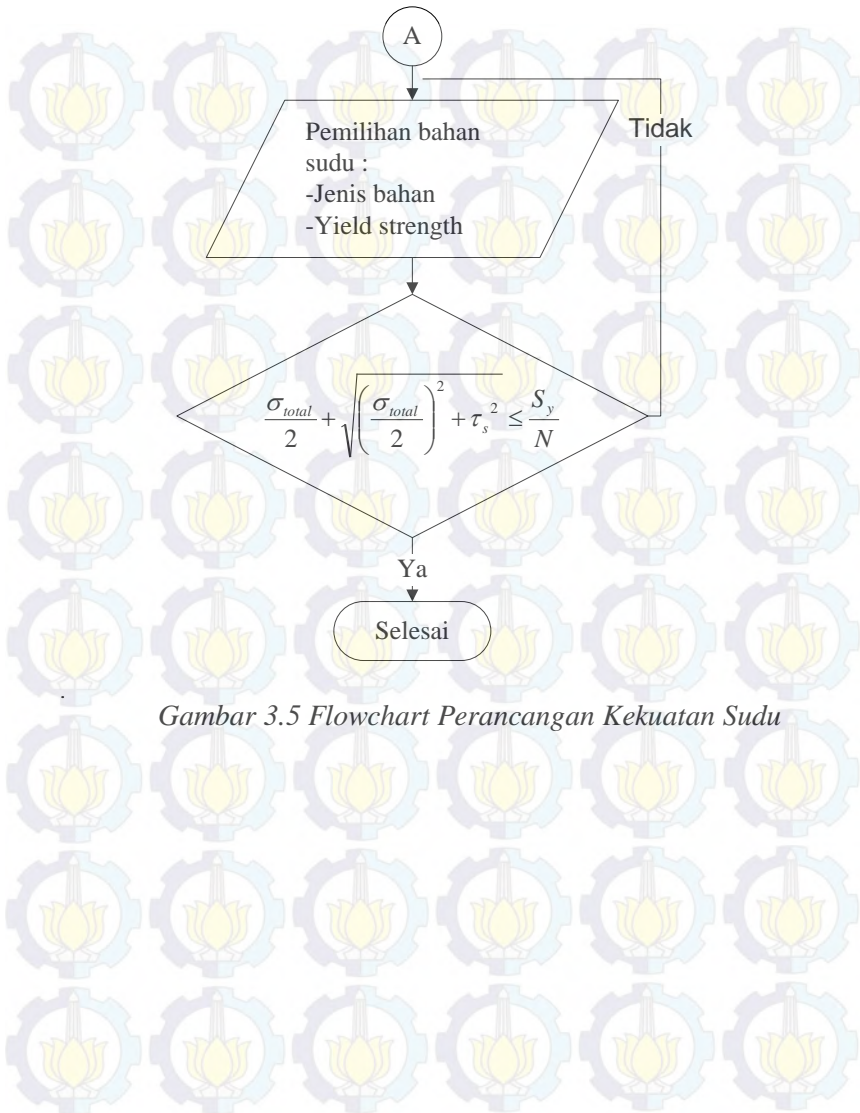 A
Tidak
Pemilihan bahan
sudu :
-Jenis bahan
-Yield strength
σ_total/2 + √((σ_total/2)² + τ_s²) ≤ S_y/N
Ya
Selesai
.
Gambar 3.5 Flowchart Perancangan Kekuatan Sudu